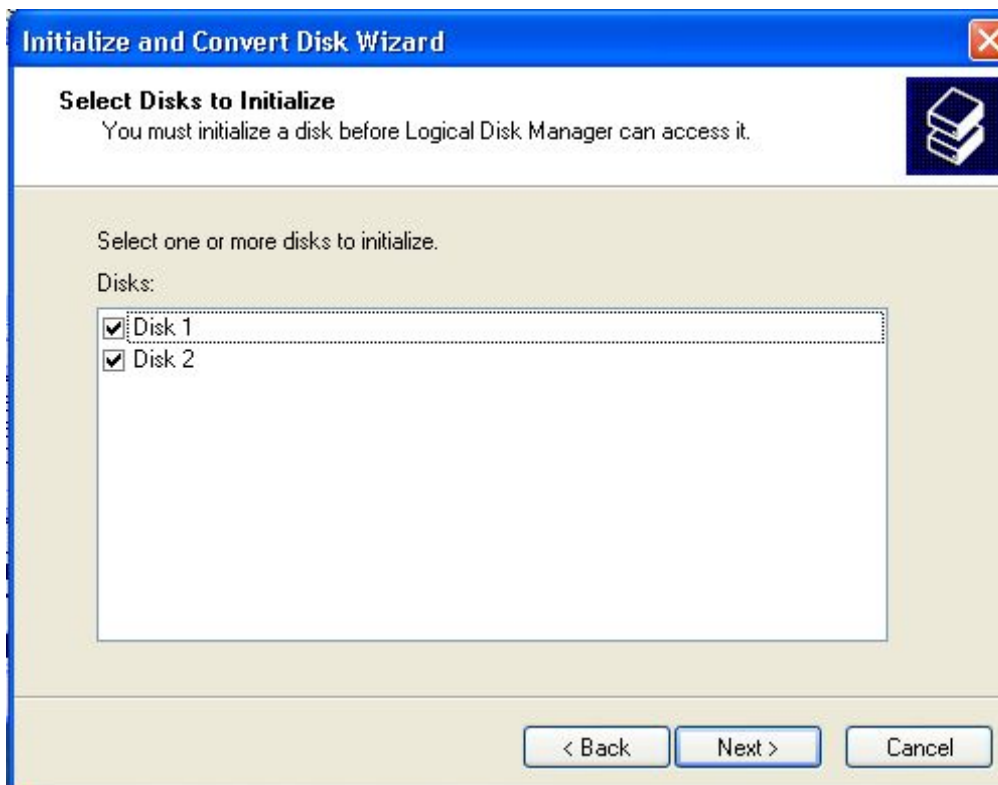 Initialize and Convert Disk Wizard
Select Disks to Initialize
You must initialize a disk before Logical Disk Manager can access it.
Select one or more disks to initialize.
Disks:
Disk 1
Disk 2
< Back
Next >
Cancel